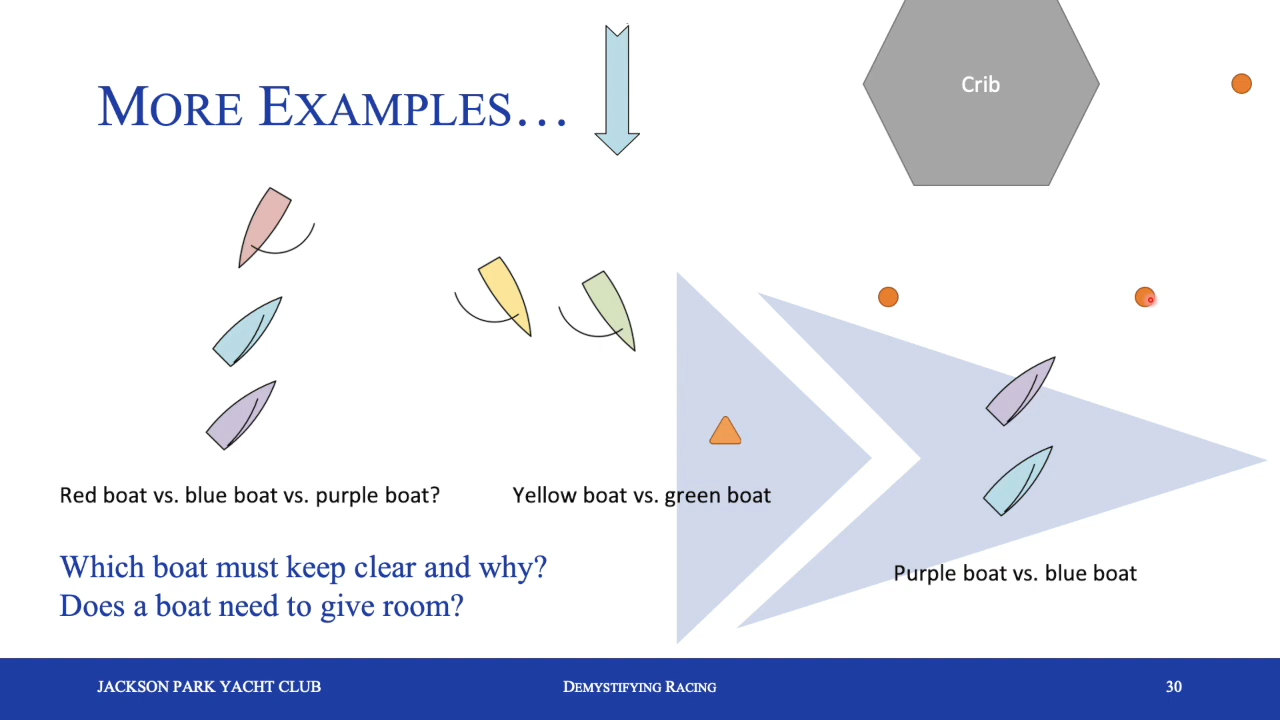 MORE EXAMPLES…
Crib
Red boat vs. blue boat vs. purple boat?
Yellow boat vs. green boat
Which boat must keep clear and why?
Does a boat need to give room?
Purple boat vs. blue boat
JACKSON PARK YACHT CLUB
DEMYSTIFYING RACING
30